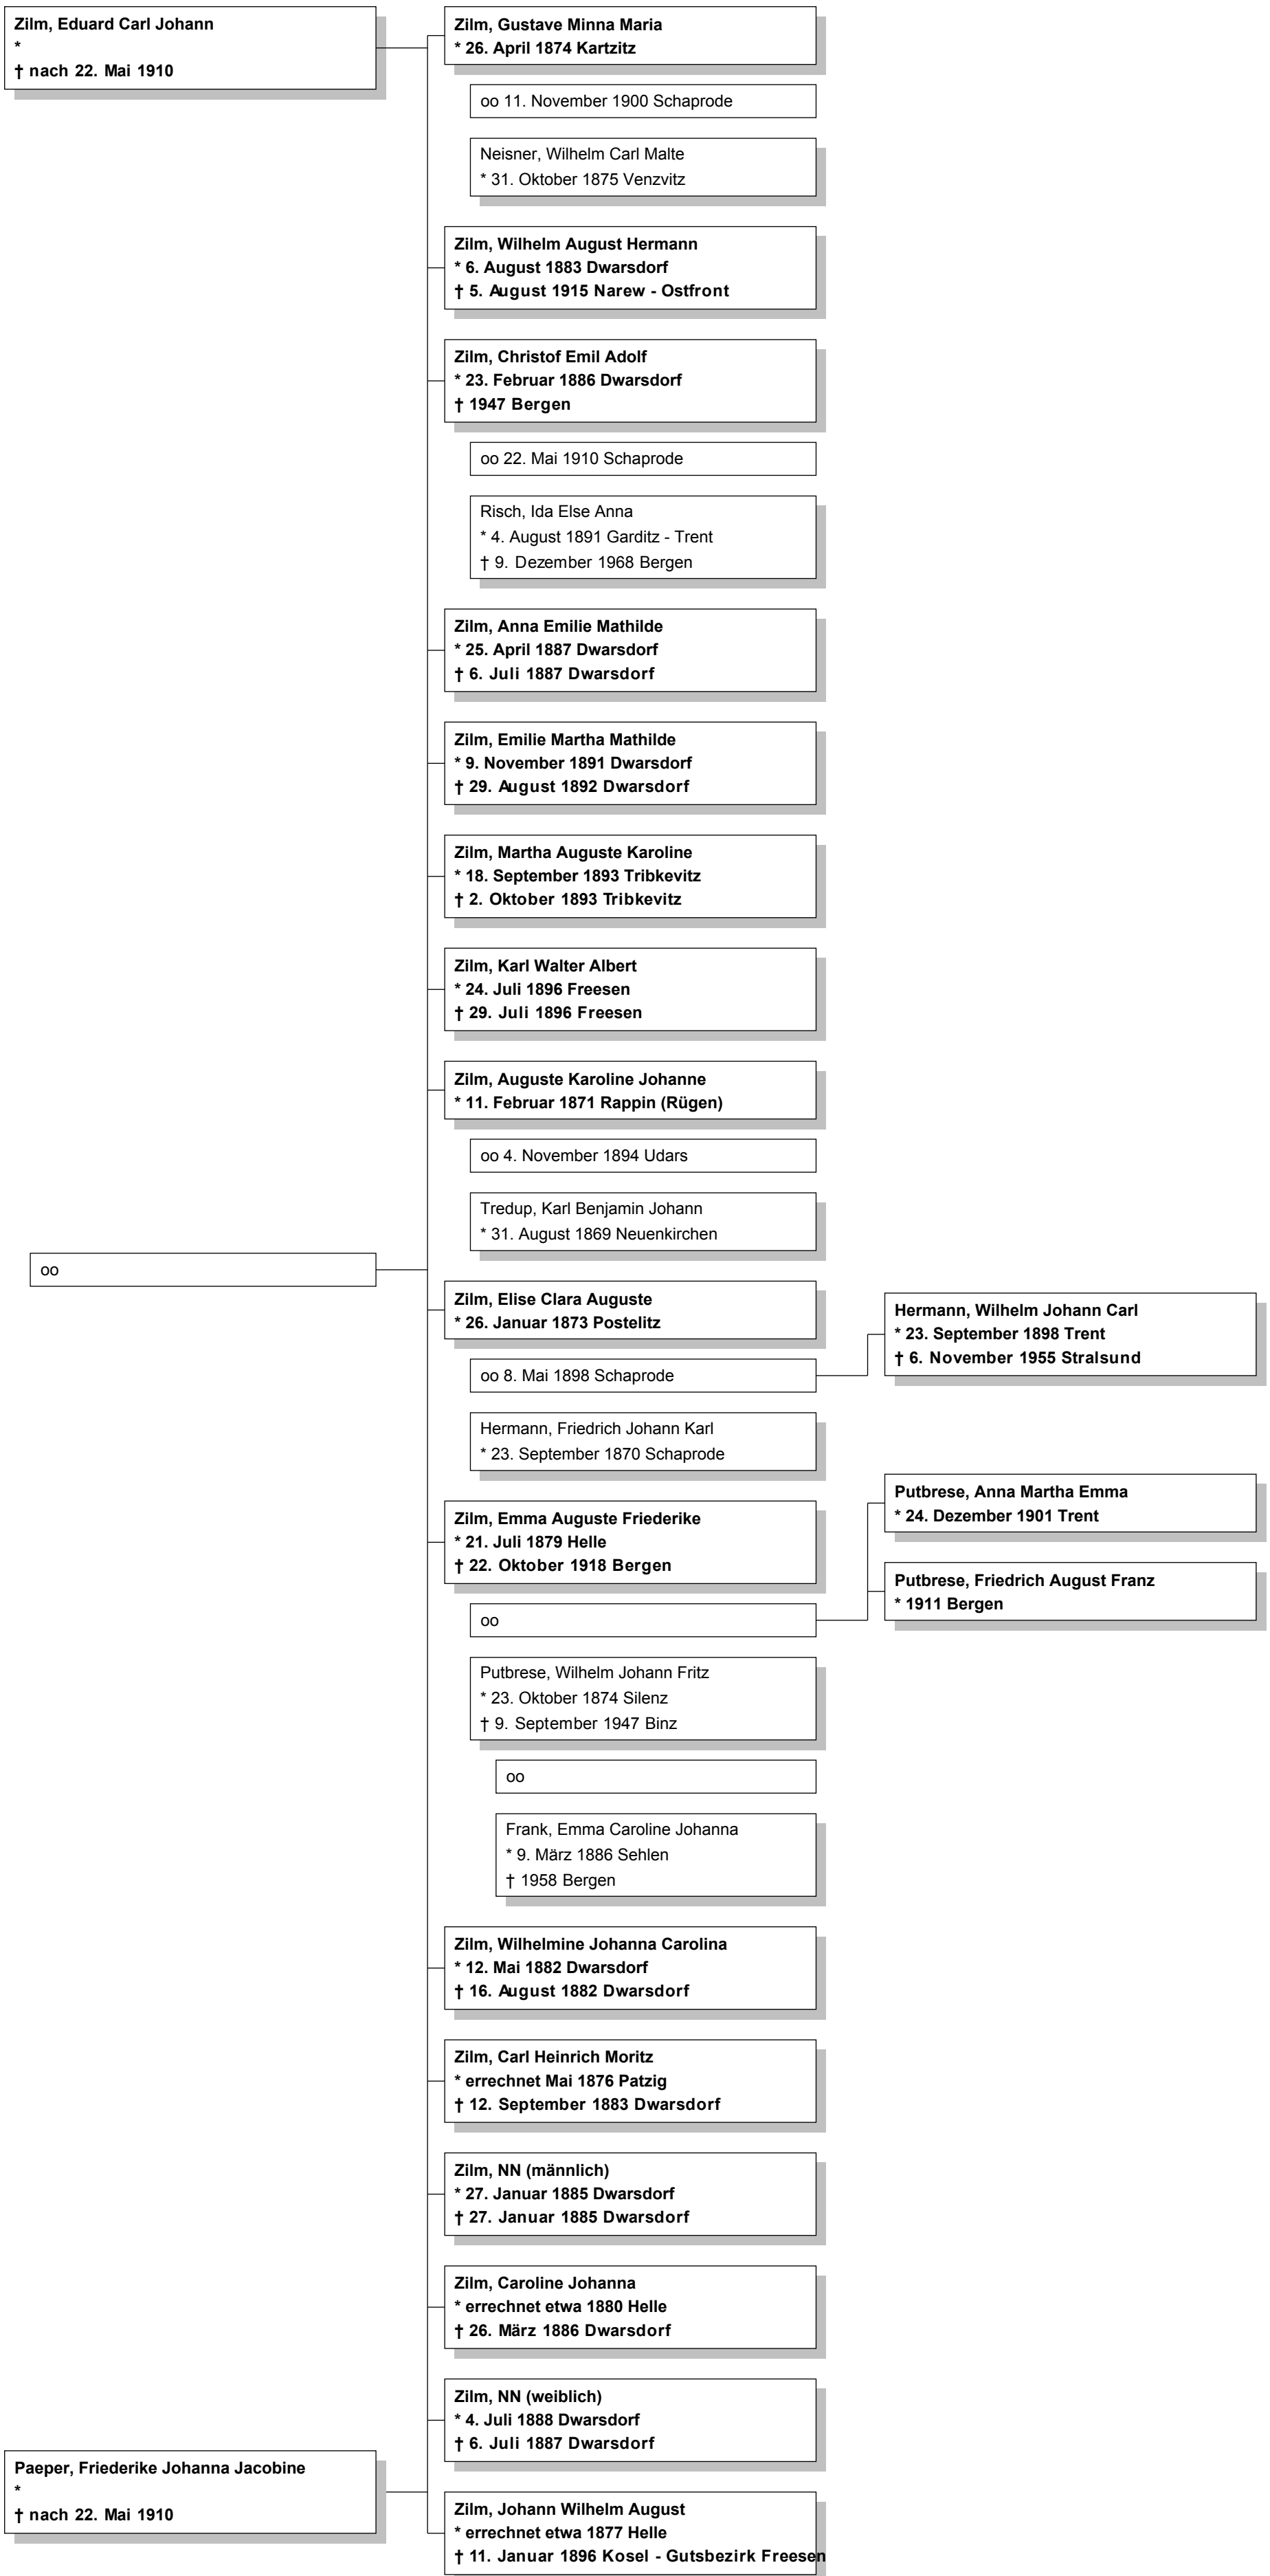 Zilm, Eduard Carl Johann
*
† nach 22. Mai 1910
Zilm, Gustave Minna Maria
* 26. April 1874 Kartzitz
oo 11. November 1900 Schaprode
Neisner, Wilhelm Carl Malte
* 31. Oktober 1875 Venzvitz
Zilm, Wilhelm August Hermann
* 6. August 1883 Dwarsdorf
† 5. August 1915 Narew - Ostfront
Zilm, Christof Emil Adolf
* 23. Februar 1886 Dwarsdorf
† 1947 Bergen
oo 22. Mai 1910 Schaprode
Risch, Ida Else Anna
* 4. August 1891 Garditz - Trent
† 9. Dezember 1968 Bergen
Zilm, Anna Emilie Mathilde
* 25. April 1887 Dwarsdorf
† 6. Juli 1887 Dwarsdorf
Zilm, Emilie Martha Mathilde
* 9. November 1891 Dwarsdorf
† 29. August 1892 Dwarsdorf
Zilm, Martha Auguste Karoline
* 18. September 1893 Tribkevitz
† 2. Oktober 1893 Tribkevitz
Zilm, Karl Walter Albert
* 24. Juli 1896 Freesen
† 29. Juli 1896 Freesen
Zilm, Auguste Karoline Johanne
* 11. Februar 1871 Rappin (Rügen)
oo 4. November 1894 Udars
Tredup, Karl Benjamin Johann
* 31. August 1869 Neuenkirchen
oo
Zilm, Elise Clara Auguste
* 26. Januar 1873 Postelitz
oo 8. Mai 1898 Schaprode
Hermann, Friedrich Johann Karl
* 23. September 1870 Schaprode
Hermann, Wilhelm Johann Carl
* 23. September 1898 Trent
† 6. November 1955 Stralsund
Zilm, Emma Auguste Friederike
* 21. Juli 1879 Helle
† 22. Oktober 1918 Bergen
oo
Putbrese, Wilhelm Johann Fritz
* 23. Oktober 1874 Silenz
† 9. September 1947 Binz
Putbrese, Anna Martha Emma
* 24. Dezember 1901 Trent
Putbrese, Friedrich August Franz
* 1911 Bergen
oo
Frank, Emma Caroline Johanna
* 9. März 1886 Sehlen
† 1958 Bergen
Zilm, Wilhelmine Johanna Carolina
* 12. Mai 1882 Dwarsdorf
† 16. August 1882 Dwarsdorf
Zilm, Carl Heinrich Moritz
* errechnet Mai 1876 Patzig
† 12. September 1883 Dwarsdorf
Zilm, NN (männlich)
* 27. Januar 1885 Dwarsdorf
† 27. Januar 1885 Dwarsdorf
Zilm, Caroline Johanna
* errechnet etwa 1880 Helle
† 26. März 1886 Dwarsdorf
Zilm, NN (weiblich)
* 4. Juli 1888 Dwarsdorf
† 6. Juli 1887 Dwarsdorf
Paeper, Friederike Johanna Jacobine
*
† nach 22. Mai 1910
Zilm, Johann Wilhelm August
* errechnet etwa 1877 Helle
† 11. Januar 1896 Kosel - Gutsbezirk Freesen